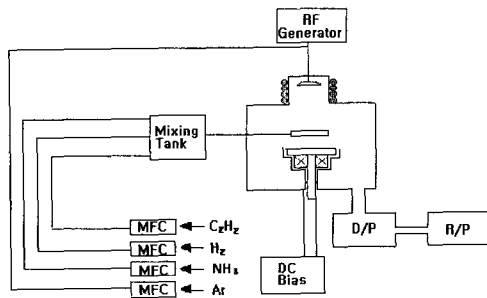 RF
Generator
Mixing
Tank
MFC C₂H₂
MFC H₂
MFC NH₃
MFC Ar
D/P
R/P
DC
Bias